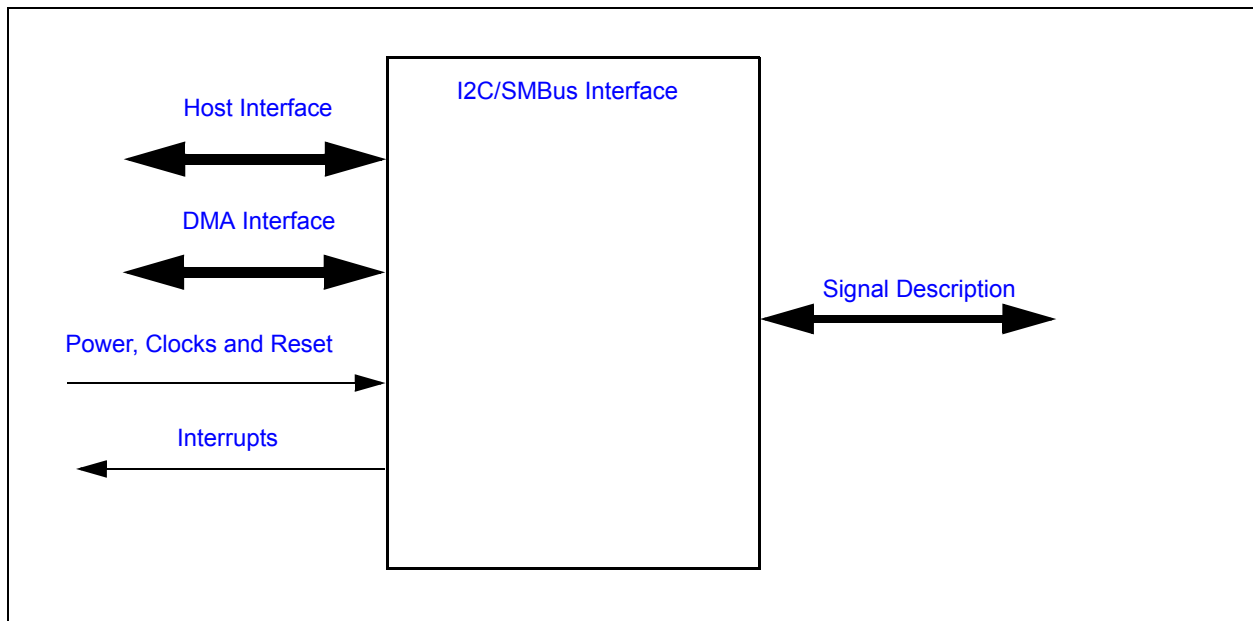 I2C/SMBus Interface
Host Interface
DMA Interface
Signal Description
Power, Clocks and Reset
Interrupts